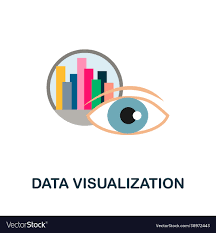 DATA VISUALIZATION
VectorStock®
VectorStock.com/38973443